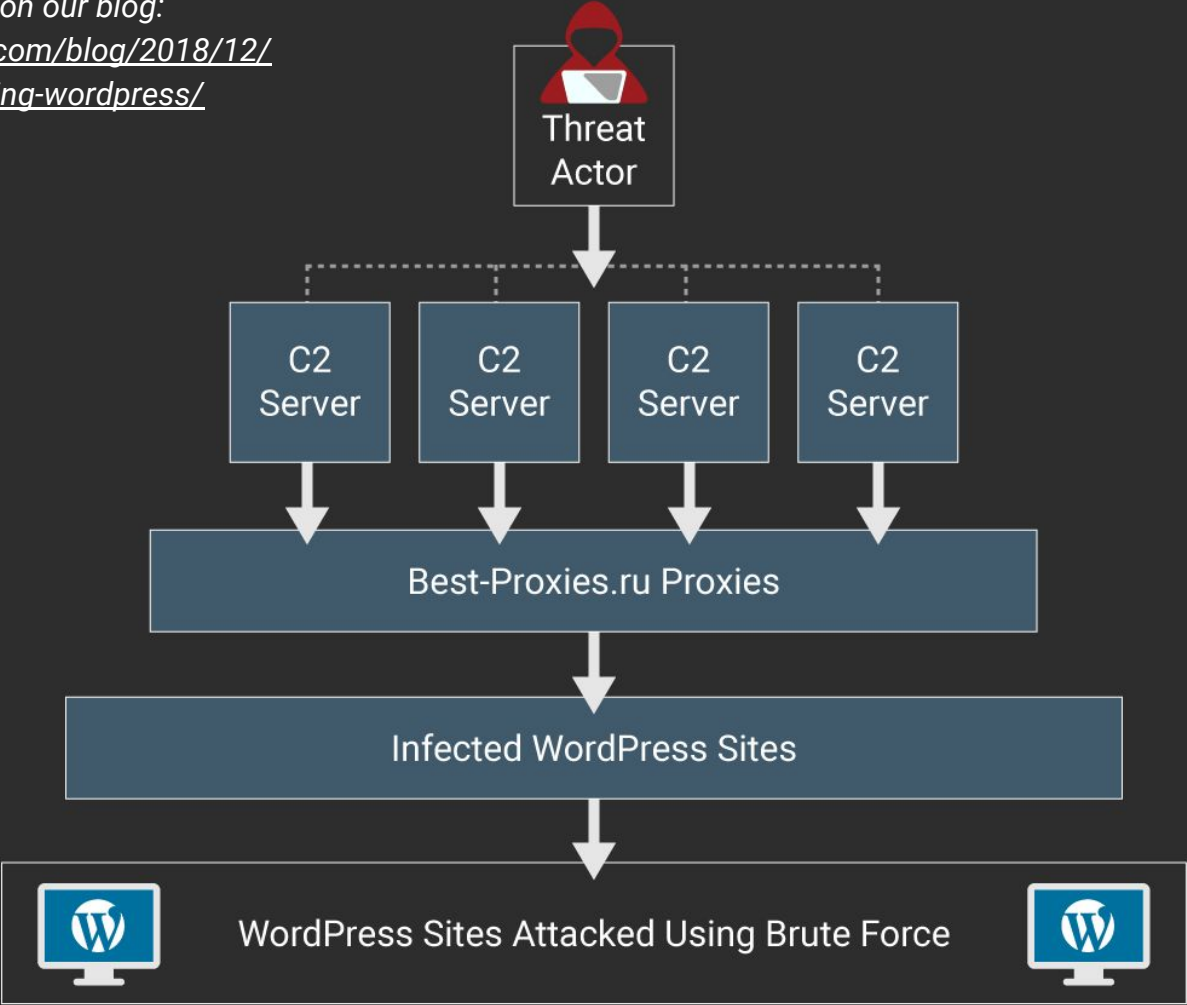 on our blog:
com/blog/2018/12/
ng-wordpress/
Threat
Actor
C2
Server
C2
Server
C2
Server
C2
Server
Best-Proxies.ru Proxies
Infected WordPress Sites
WordPress Sites Attacked Using Brute Force